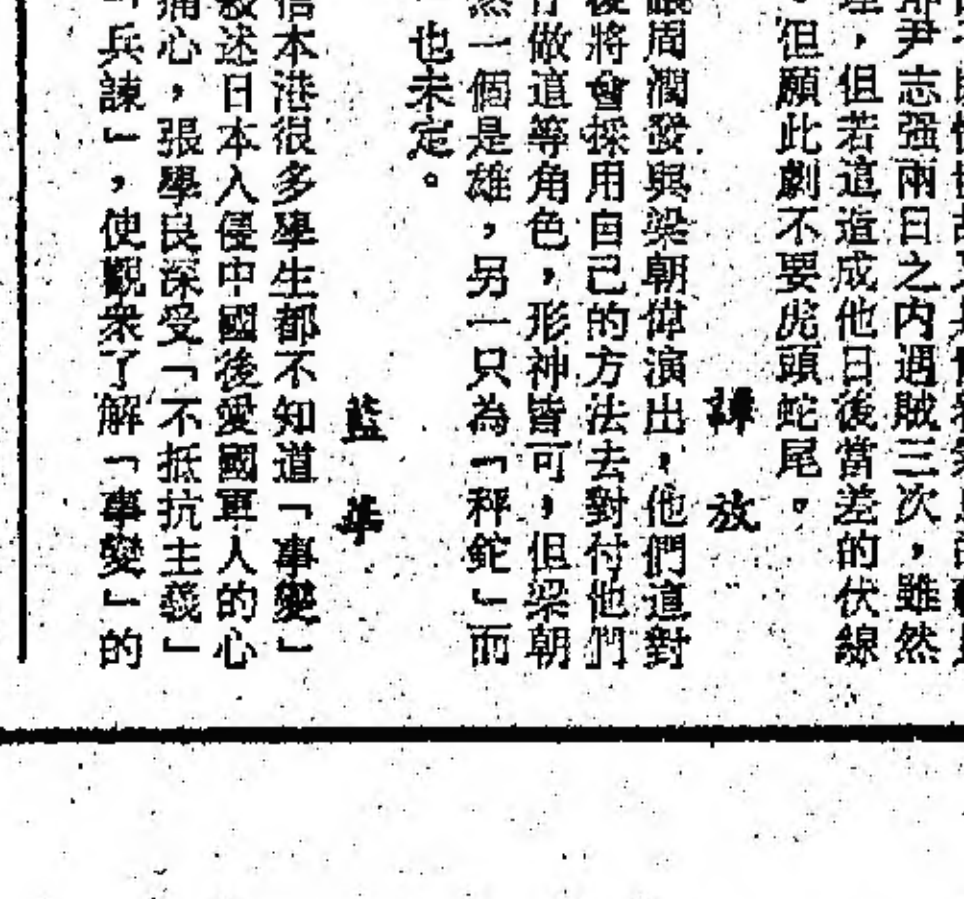 耶尹志强兩日之內遇賊三次，雖然
，但若這造成他日後當差的伏線
。但願此劇不要虎頭蛇尾。
譚放
周潤發與梁朝偉演出，他們這對
後將會採用自己的方法去對付他們
做這等角色，形神皆可，但梁朝
然一個是雄，另一只為「秤鉈」而
也未定。
藍
信本港很多學生都不知道「事變」
敍述日本入侵中國後愛國軍人的心
痛心，張學良深受「不抵抗主義」
「兵諫」，使觀衆了解「事變」的